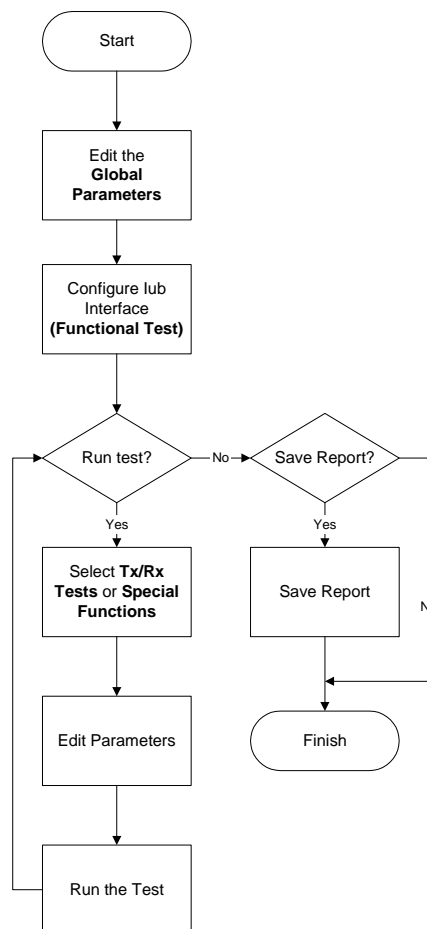 Start
Edit the
Global
Parameters
Configure Iub
Interface
(Functional Test)
Run test?
No
Save Report?
Yes
Yes
Select Tx/Rx
Tests or Special
Functions
Save Report
Edit Parameters
Finish
Run the Test